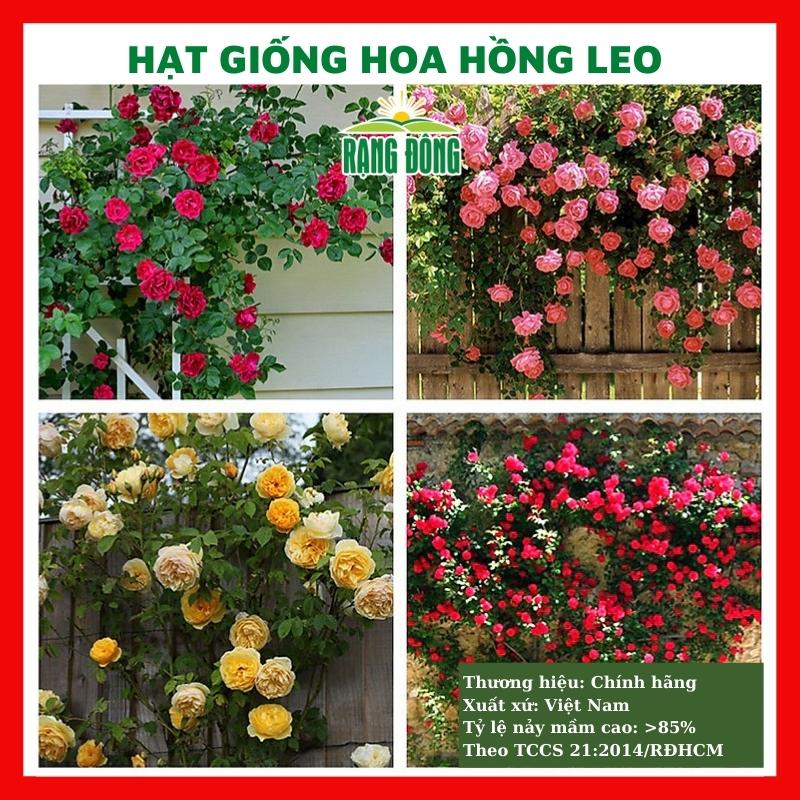 HẠT GIỐNG HOA HỒNG LEO
RẠNG ĐÔNG
Thương hiệu: Chính hãng
Xuất xứ: Việt Nam
Tỷ lệ nảy mầm cao: >85%
Theo TCCS 21:2014/RĐHCM